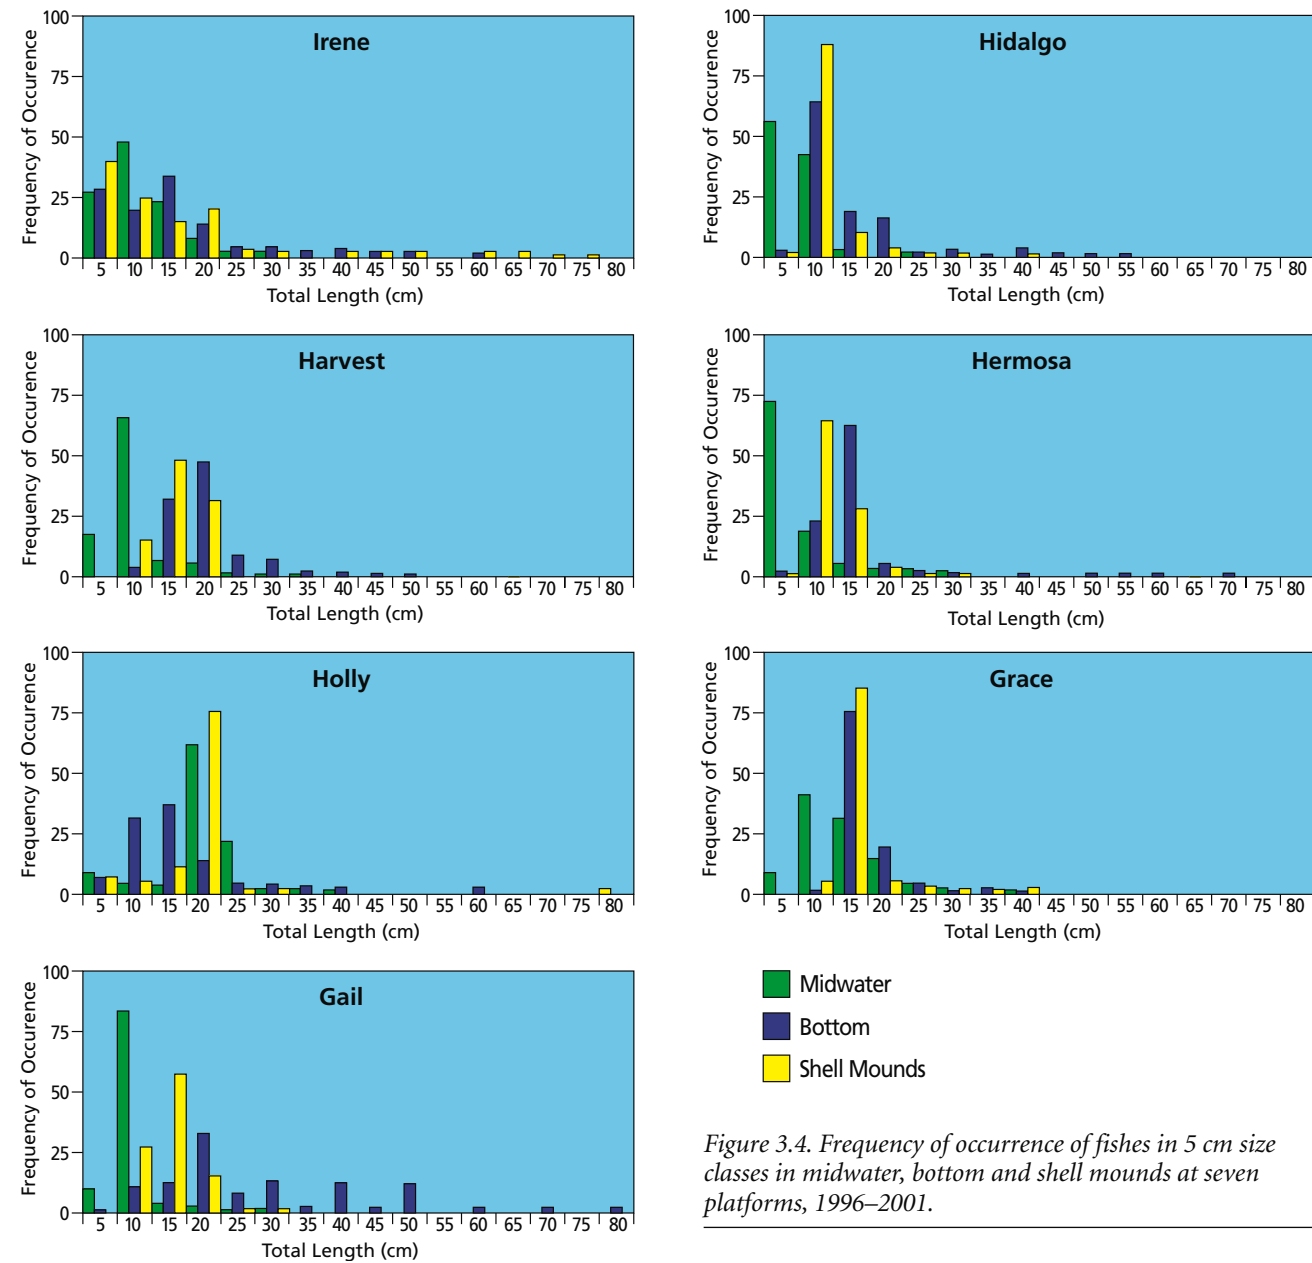 Irene
Frequency of Occurence
100
75
50
25
0
5 10 15 20 25 30 35 40 45 50 55 60 65 70 75 80
Total Length (cm)
Hidalgo
Frequency of Occurence
100
75
50
25
0
5 10 15 20 25 30 35 40 45 50 55 60 65 70 75 80
Total Length (cm)
Harvest
Frequency of Occurence
100
75
50
25
0
5 10 15 20 25 30 35 40 45 50 55 60 65 70 75 80
Total Length (cm)
Hermosa
Frequency of Occurence
100
75
50
25
0
5 10 15 20 25 30 35 40 45 50 55 60 65 70 75 80
Total Length (cm)
Holly
Frequency of Occurence
100
75
50
25
0
5 10 15 20 25 30 35 40 45 50 55 60 65 70 75 80
Total Length (cm)
Grace
Frequency of Occurence
100
75
50
25
0
5 10 15 20 25 30 35 40 45 50 55 60 65 70 75 80
Total Length (cm)
Gail
Frequency of Occurence
100
75
50
25
0
5 10 15 20 25 30 35 40 45 50 55 60 65 70 75 80
Total Length (cm)
Midwater
Bottom
Shell Mounds
Figure 3.4. Frequency of occurrence of fishes in 5 cm size
classes in midwater, bottom and shell mounds at seven
platforms, 1996–2001.